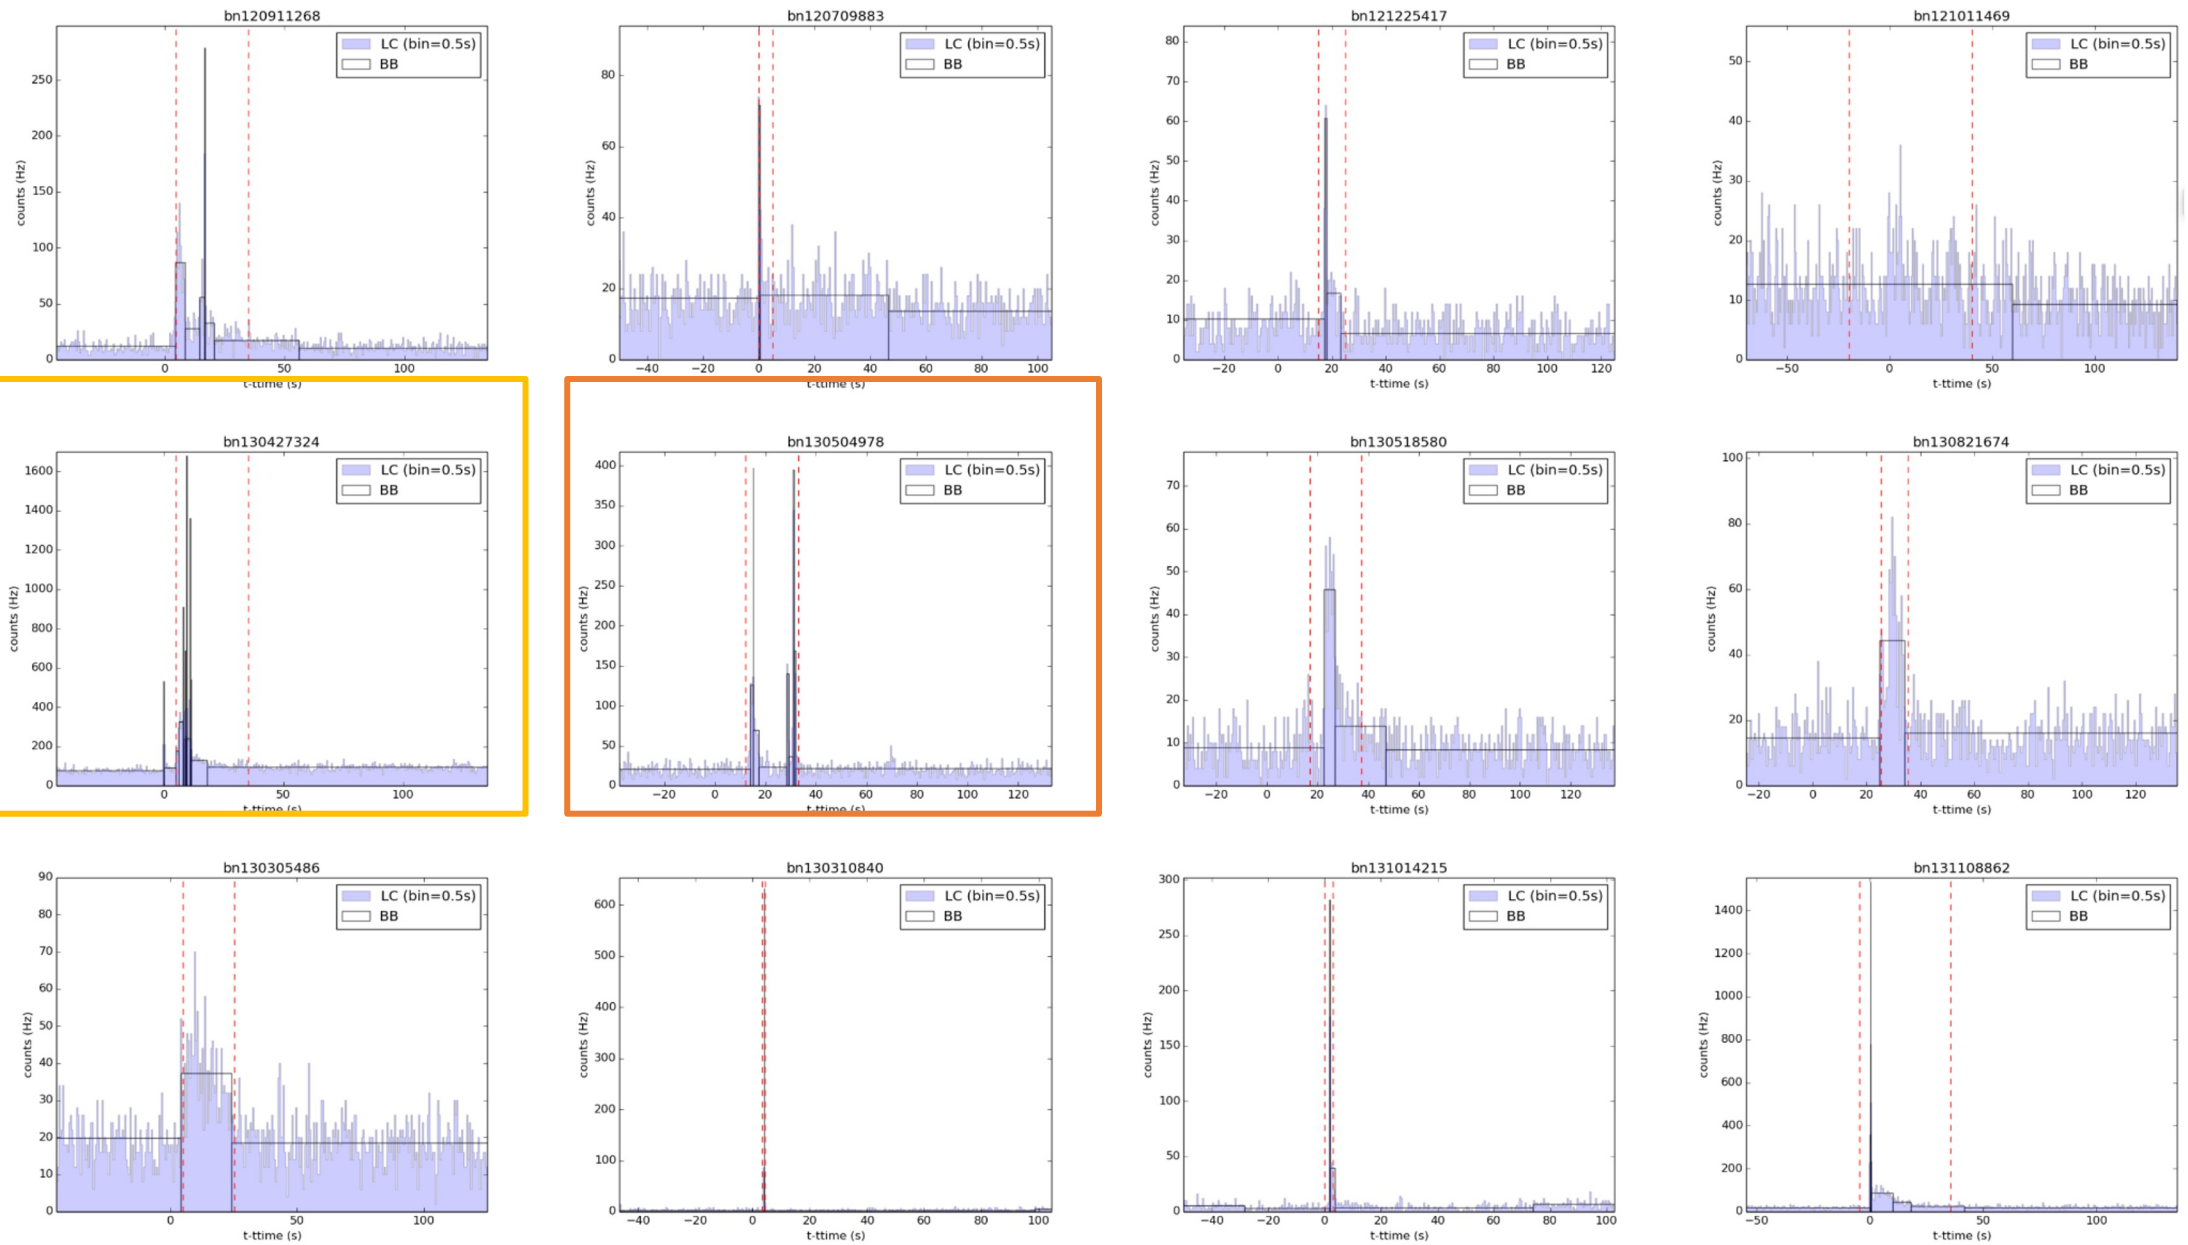 bn120911268
LC (bin=0.5s)
BB
counts (Hz)
250
200
150
100
50
0
0 100
t-ttime (s)
bn120709883
LC (bin=0.5s)
BB
counts (Hz)
80
60
40
20
0
−40 −20 0 20 40 60 80 100
t-ttime (s)
bn121225417
LC (bin=0.5s)
BB
counts (Hz)
80
70
60
50
40
30
20
10
0
−20 0 20 40 60 80 100 120
t-ttime (s)
bn121011469
LC (bin=0.5s)
BB
counts (Hz)
50
40
30
20
10
0
−50 0 50 100
t-ttime (s)
bn130427324
LC (bin=0.5s)
BB
counts (Hz)
1600
1400
1200
1000
800
600
400
200
0
0 50 100
t-ttime (s)
bn130504978
LC (bin=0.5s)
BB
counts (Hz)
400
350
300
250
200
150
100
50
0
−20 0 20 40 60 80 100 120
t-ttime (s)
bn130518580
LC (bin=0.5s)
BB
counts (Hz)
70
60
50
40
30
20
10
0
−20 0 20 40 60 80 100 120
t-ttime (s)
bn130821674
LC (bin=0.5s)
BB
counts (Hz)
100
80
60
40
20
0
−20 0 20 40 60 80 100 120
t-ttime (s)
bn130305486
LC (bin=0.5s)
BB
counts (Hz)
90
80
70
60
50
40
30
20
10
0
0 50 100
t-ttime (s)
bn130310840
LC (bin=0.5s)
BB
counts (Hz)
600
500
400
300
200
100
0
−40 −20 0 20 40 60 80 100
t-ttime (s)
bn131014215
LC (bin=0.5s)
BB
counts (Hz)
300
250
200
150
100
50
0
−40 −20 0 20 40 60 80 100
t-ttime (s)
bn131108862
LC (bin=0.5s)
BB
counts (Hz)
1400
1200
1000
800
600
400
200
0
−50 0 50 100
t-ttime (s)